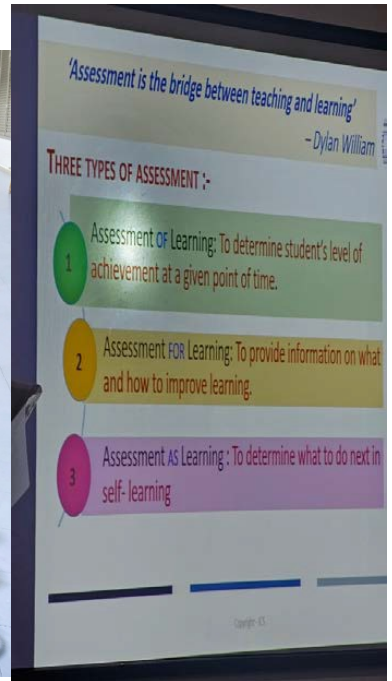 ‘Assessment is the bridge between teaching and learning’
– Dylan William
THREE TYPES OF ASSESSMENT :-
1
Assessment OF Learning: To determine student's level of
achievement at a given point of time.
2
Assessment FOR Learning: To provide information on what
and how to improve learning.
3
Assessment AS Learning : To determine what to do next in
self- learning